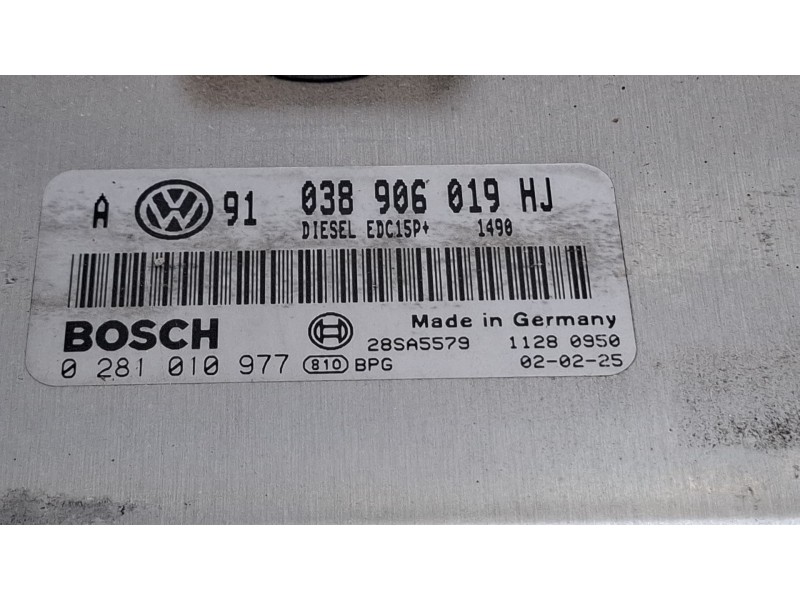 A VW 91 038 906 019 HJ
DIESEL EDC15P+ 1490
BOSCH Made in Germany
28SA5579 1128 0950
0 281 010 977 810 BPG 02-02-25